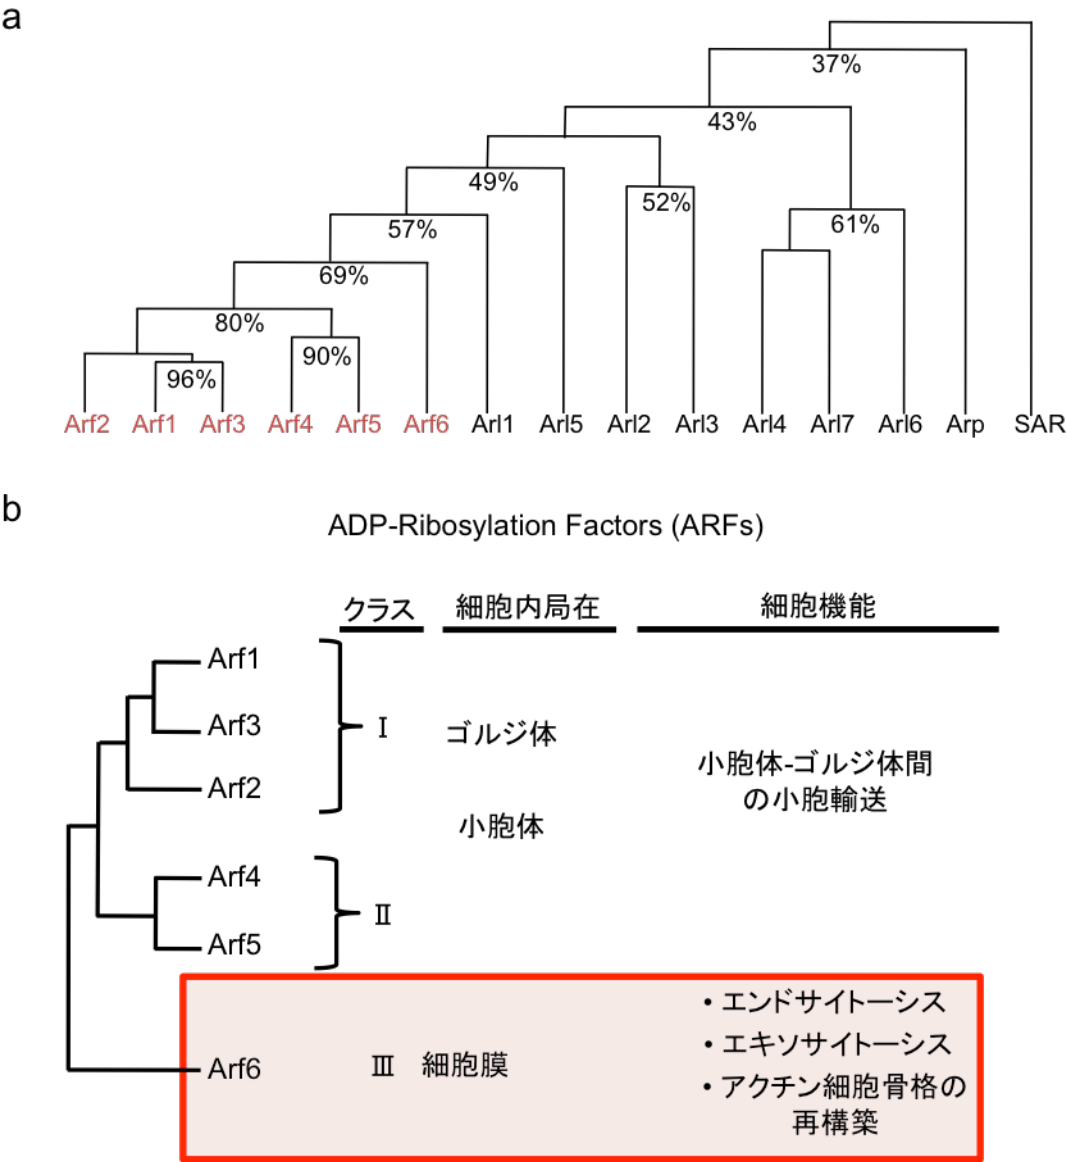 a
37%
43%
49%
52%
57%
61%
69%
80%
90%
96%
Arf2 Arf1 Arf3 Arf4 Arf5 Arf6 Arl1 Arl5 Arl2 Arl3 Arl4 Arl7 Arl6 Arp SAR
b
ADP-Ribosylation Factors (ARFs)
クラス 細胞内局在 細胞機能
Arf1
Arf3
Arf2
Ⅰ
ゴルジ体
小胞体
小胞体-ゴルジ体間
の小胞輸送
Arf4
Arf5
Ⅱ
Arf6
Ⅲ 細胞膜
・エンドサイトーシス
・エキソサイトーシス
・アクチン細胞骨格の
再構築